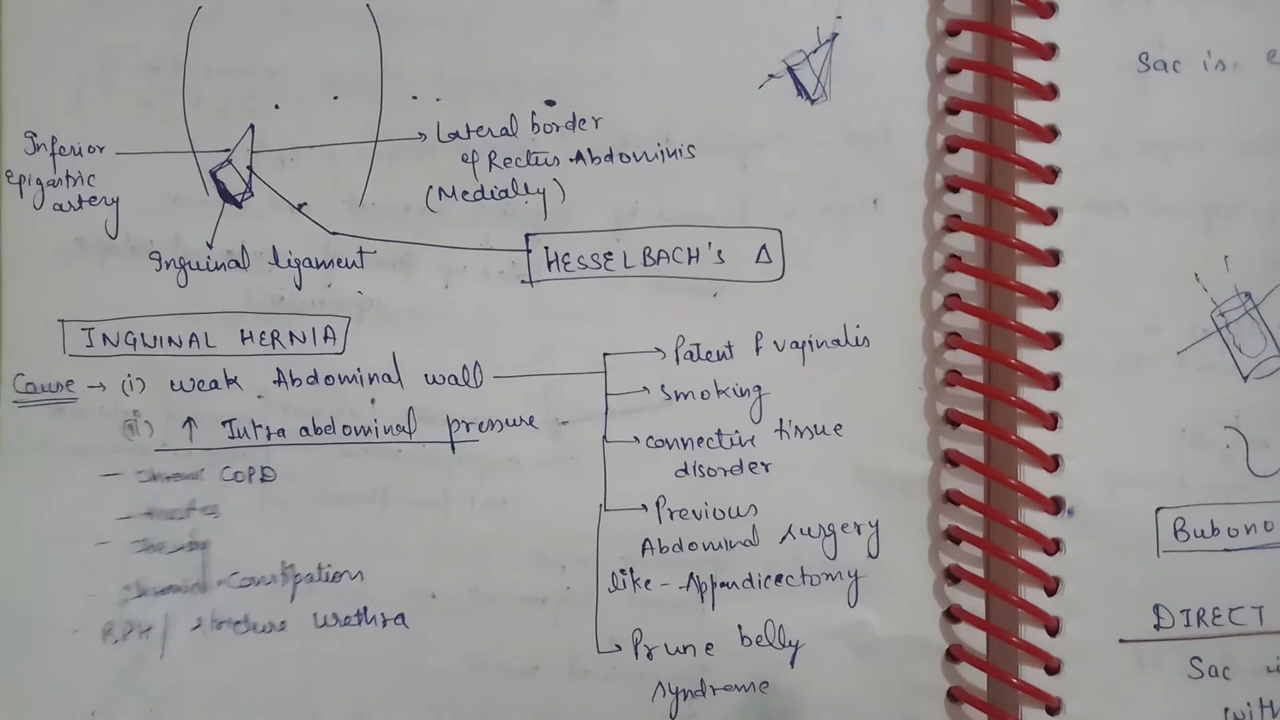 Inferior
epigastric
artery
Lateral border
of Rectus Abdominis
(Medially)
Inguinal ligament
HESSELBACH'S Δ
INGUINAL HERNIA
Cause → (i) Weak Abdominal wall
→ Patent P vaginalis
→ Smoking
→ connective tissue
disorder
→ Previous
Abdominal surgery
like - Appendicectomy
→ Prune belly
syndrome
(ii) ↑ Intra abdominal pressure
- COPD
-
-
Constipation
- BPH / stricture urethra
Sac is
Bubono
DIRECT
Sac
with